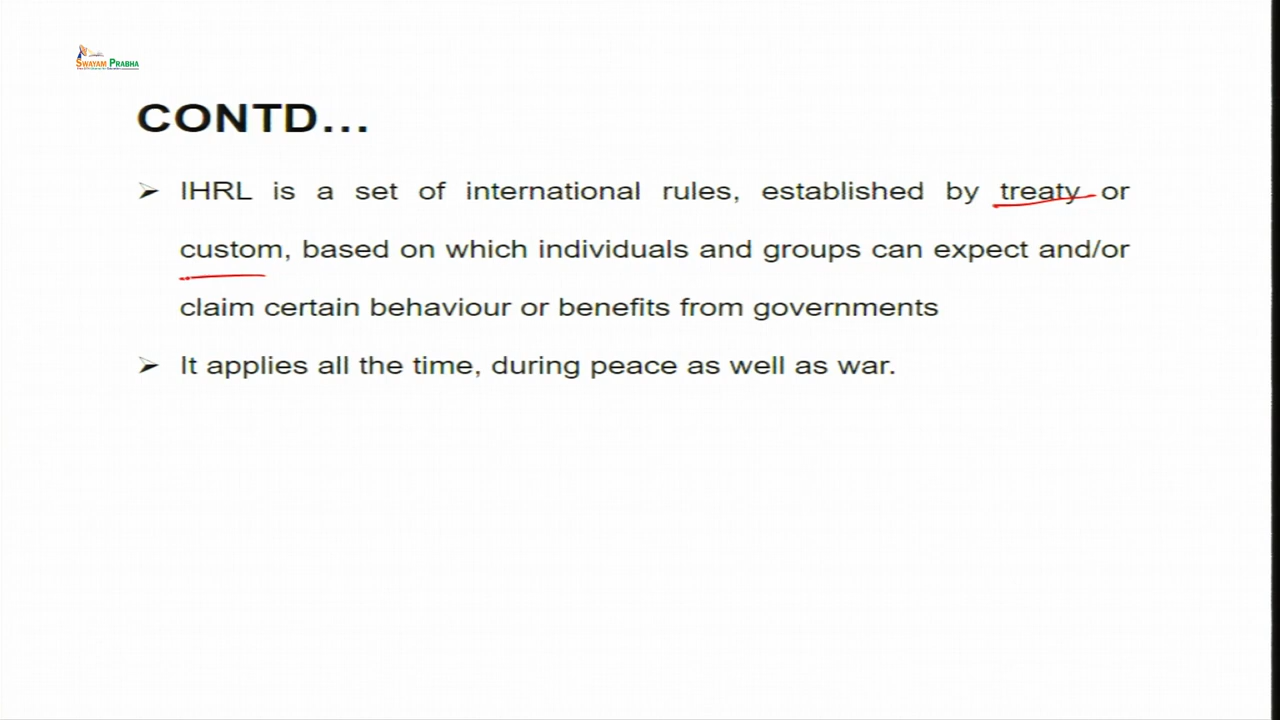 SWAYAM PRABHA
CONTD...
➢ IHRL is a set of international rules, established by treaty or
custom, based on which individuals and groups can expect and/or
claim certain behaviour or benefits from governments
➢ It applies all the time, during peace as well as war.